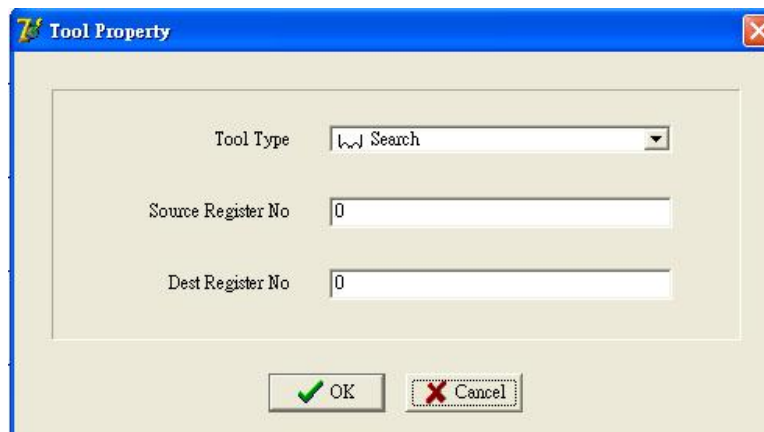 Tool Property
Tool Type Search
Source Register No 0
Dest Register No 0
OK Cancel